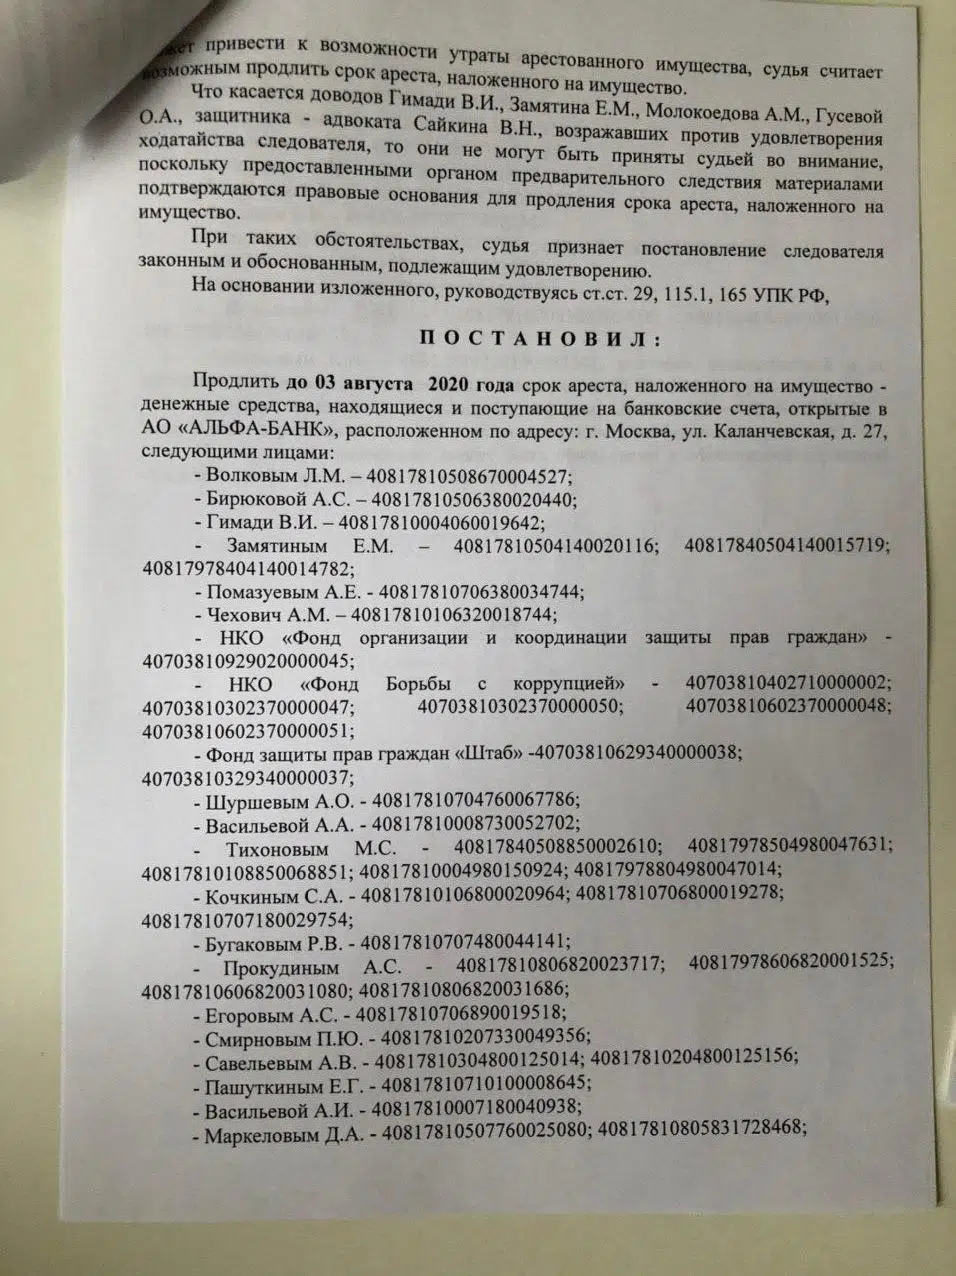 привести к возможности утраты арестованного имущества, судья считает
возможным продлить срок ареста, наложенного на имущество.
Что касается доводов Гимади В.И., Замятина Е.М., Молокоедова А.М., Гусевой
О.А., защитника - адвоката Сайкина В.Н., возражавших против удовлетворения
ходатайства следователя, то они не могут быть приняты судьей во внимание,
поскольку предоставленными органом предварительного следствия материалами
подтверждаются правовые основания для продления срока ареста, наложенного на
имущество.
При таких обстоятельствах, судья признает постановление следователя
законным и обоснованным, подлежащим удовлетворению.
На основании изложенного, руководствуясь ст.ст. 29, 115.1, 165 УПК РФ,
П О С Т А Н О В И Л :
Продлить до 03 августа 2020 года срок ареста, наложенного на имущество -
денежные средства, находящиеся и поступающие на банковские счета, открытые в
АО «АЛЬФА-БАНК», расположенном по адресу: г. Москва, ул. Каланчевская, д. 27,
следующими лицами:
- Волковым Л.М. – 40817810508670004527;
- Бирюковой А.С. – 40817810506380020440;
- Гимади В.И. – 40817810004060019642;
- Замятиным Е.М. – 40817810504140020116; 40817840504140015719;
40817978404140014782;
- Помазуевым А.Е. - 40817810706380034744;
- Чехович А.М. – 40817810106320018744;
- НКО «Фонд организации и координации защиты прав граждан» -
40703810929020000045;
- НКО «Фонд Борьбы с коррупцией» - 40703810402710000002;
40703810302370000047; 40703810302370000050; 40703810602370000048;
40703810602370000051;
- Фонд защиты прав граждан «Штаб» -40703810629340000038;
40703810329340000037;
- Шуршевым А.О. - 40817810704760067786;
- Васильевой А.А. - 40817810008730052702;
- Тихоновым М.С. - 40817840508850002610; 40817978504980047631;
40817810108850068851; 40817810004980150924; 40817978804980047014;
- Кочкиным С.А. - 40817810106800020964; 40817810706800019278;
40817810707180029754;
- Бугаковым Р.В. - 40817810707480044141;
- Прокудиным А.С. - 40817810806820023717; 40817978606820001525;
40817810606820031080; 40817810806820031686;
- Егоровым А.С. - 40817810706890019518;
- Смирновым П.Ю. - 40817810207330049356;
- Савельевым А.В. - 40817810304800125014; 40817810204800125156;
- Пашуткиным Е.Г. - 40817810710100008645;
- Васильевой А.И. - 40817810007180040938;
- Маркеловым Д.А. - 40817810507760025080; 40817810805831728468;